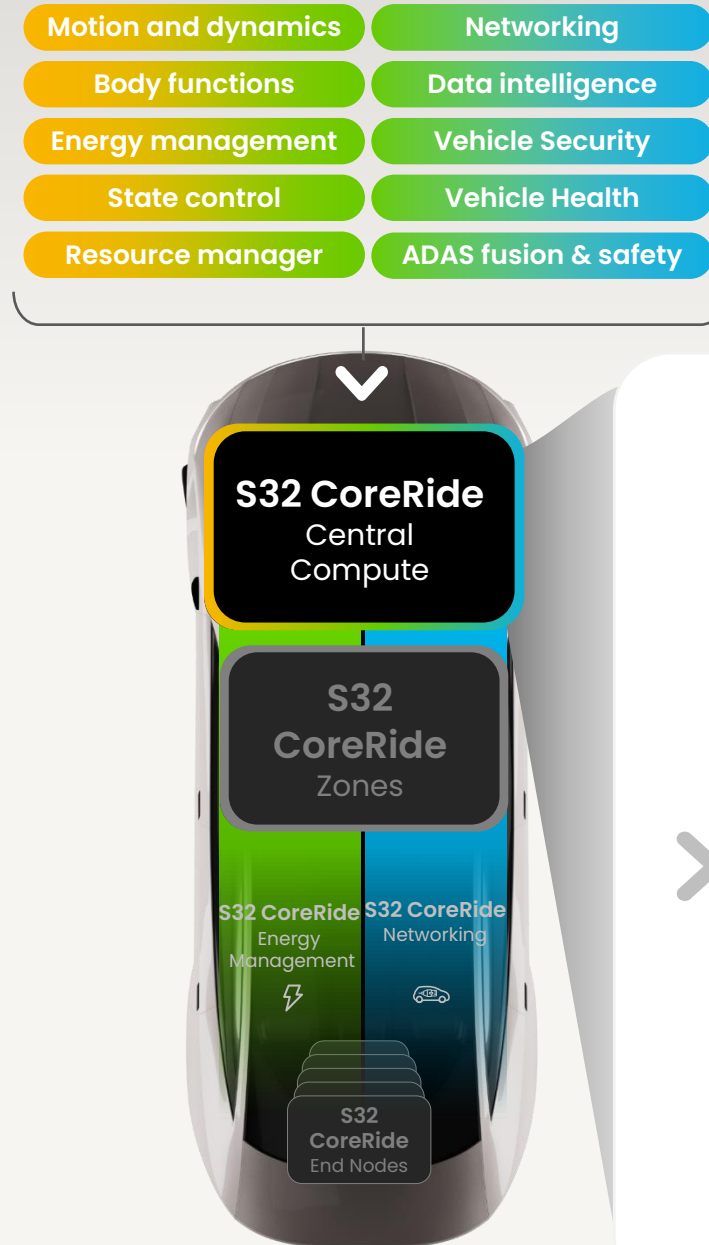 Motion and dynamics
Networking
Body functions
Data intelligence
Energy management
Vehicle Security
State control
Vehicle Health
Resource manager
ADAS fusion & safety
S32 CoreRide
Central
Compute
S32
CoreRide
Zones
S32 CoreRide
Energy
Management
S32 CoreRide
Networking
S32
CoreRide
End Nodes